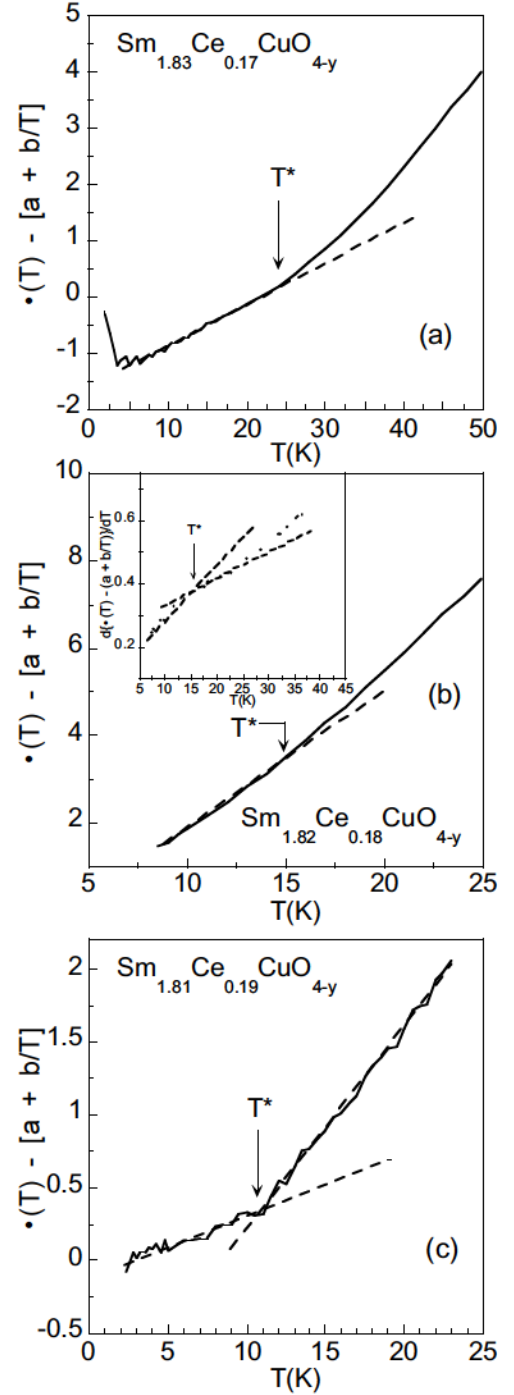 Sm1.83Ce0.17CuO4-y
•(T) - [a + b/T]
5
4
3
2
1
0
-1
-2
T*
(a)
0 10 20 30 40 50
T(K)
•(T) - [a + b/T]
10
8
6
4
2
d{•(T) - (a + b/T)}/dT
0.6
0.4
0.2
T*
5 10 15 20 25 30 35 40 45
T(K)
(b)
T*
Sm1.82Ce0.18CuO4-y
5 10 15 20 25
T(K)
Sm1.81Ce0.19CuO4-y
•(T) - [a + b/T]
2
1.5
1
0.5
0
-0.5
T*
(c)
0 5 10 15 20 25
T(K)